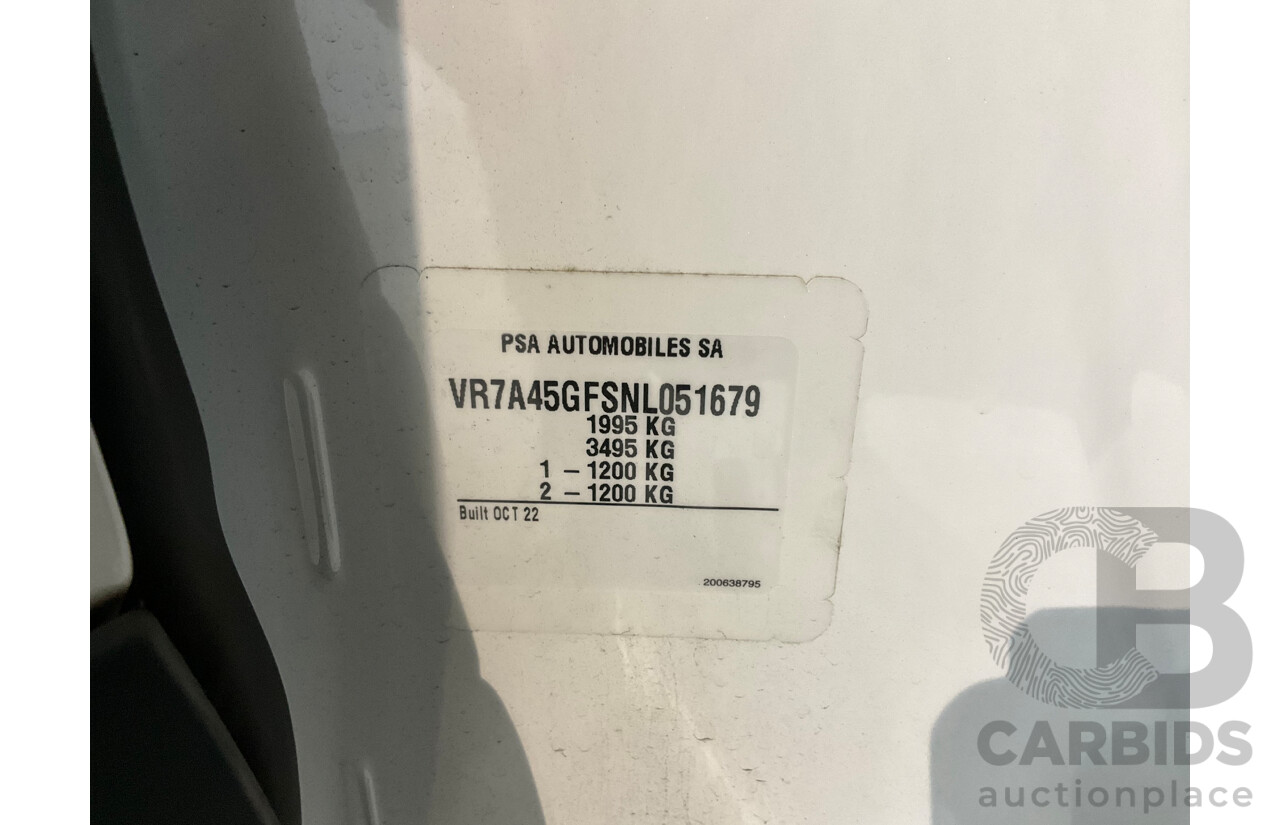 PSA AUTOMOBILES SA
VR7A45GFSNL051679
1995 KG
3495 KG
1 – 1200 KG
2 – 1200 KG
Built OCT 22
200638795
CB
CARBIDS
auctionplace